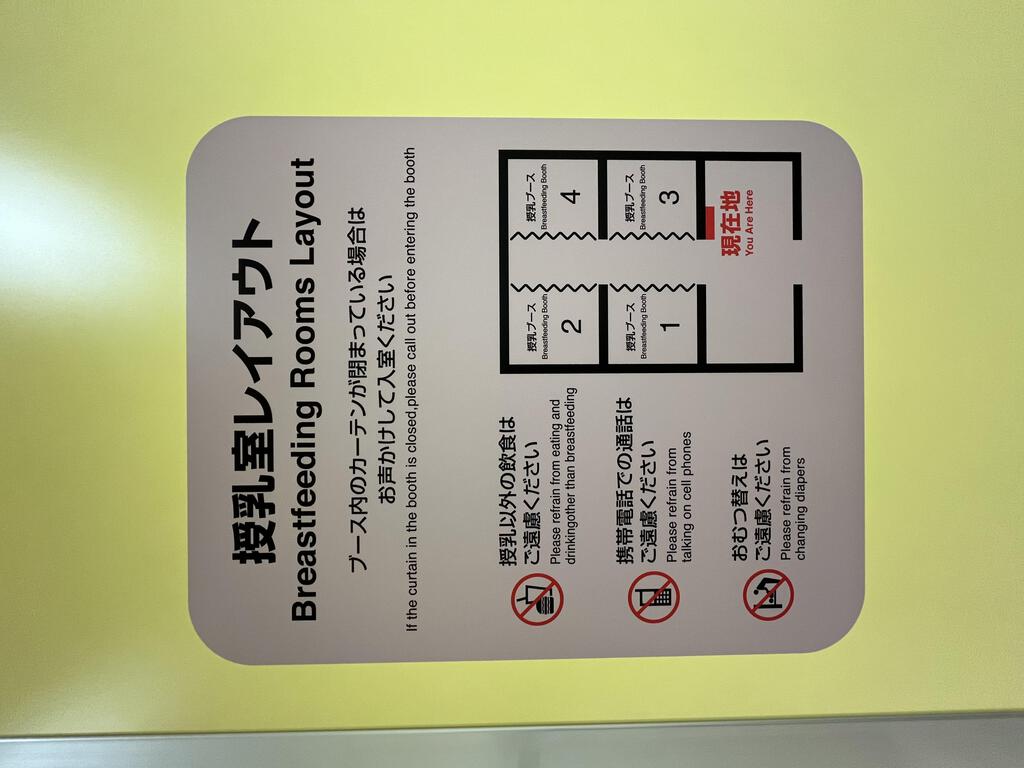 授乳室レイアウト
Breastfeeding Rooms Layout
ブース内のカーテンが閉まっている場合は
お声かけして入室ください
If the curtain in the booth is closed,please call out before entering the booth
授乳以外の飲食は
ご遠慮ください
Please refrain from eating and
drinkingother than breastfeeding
携帯電話での通話は
ご遠慮ください
Please refrain from
talking on cell phones
おむつ替えは
ご遠慮ください
Please refrain from
changing diapers
授乳ブース
Breastfeeding Booth
2
授乳ブース
Breastfeeding Booth
4
授乳ブース
Breastfeeding Booth
1
授乳ブース
Breastfeeding Booth
3
現在地
You Are Here